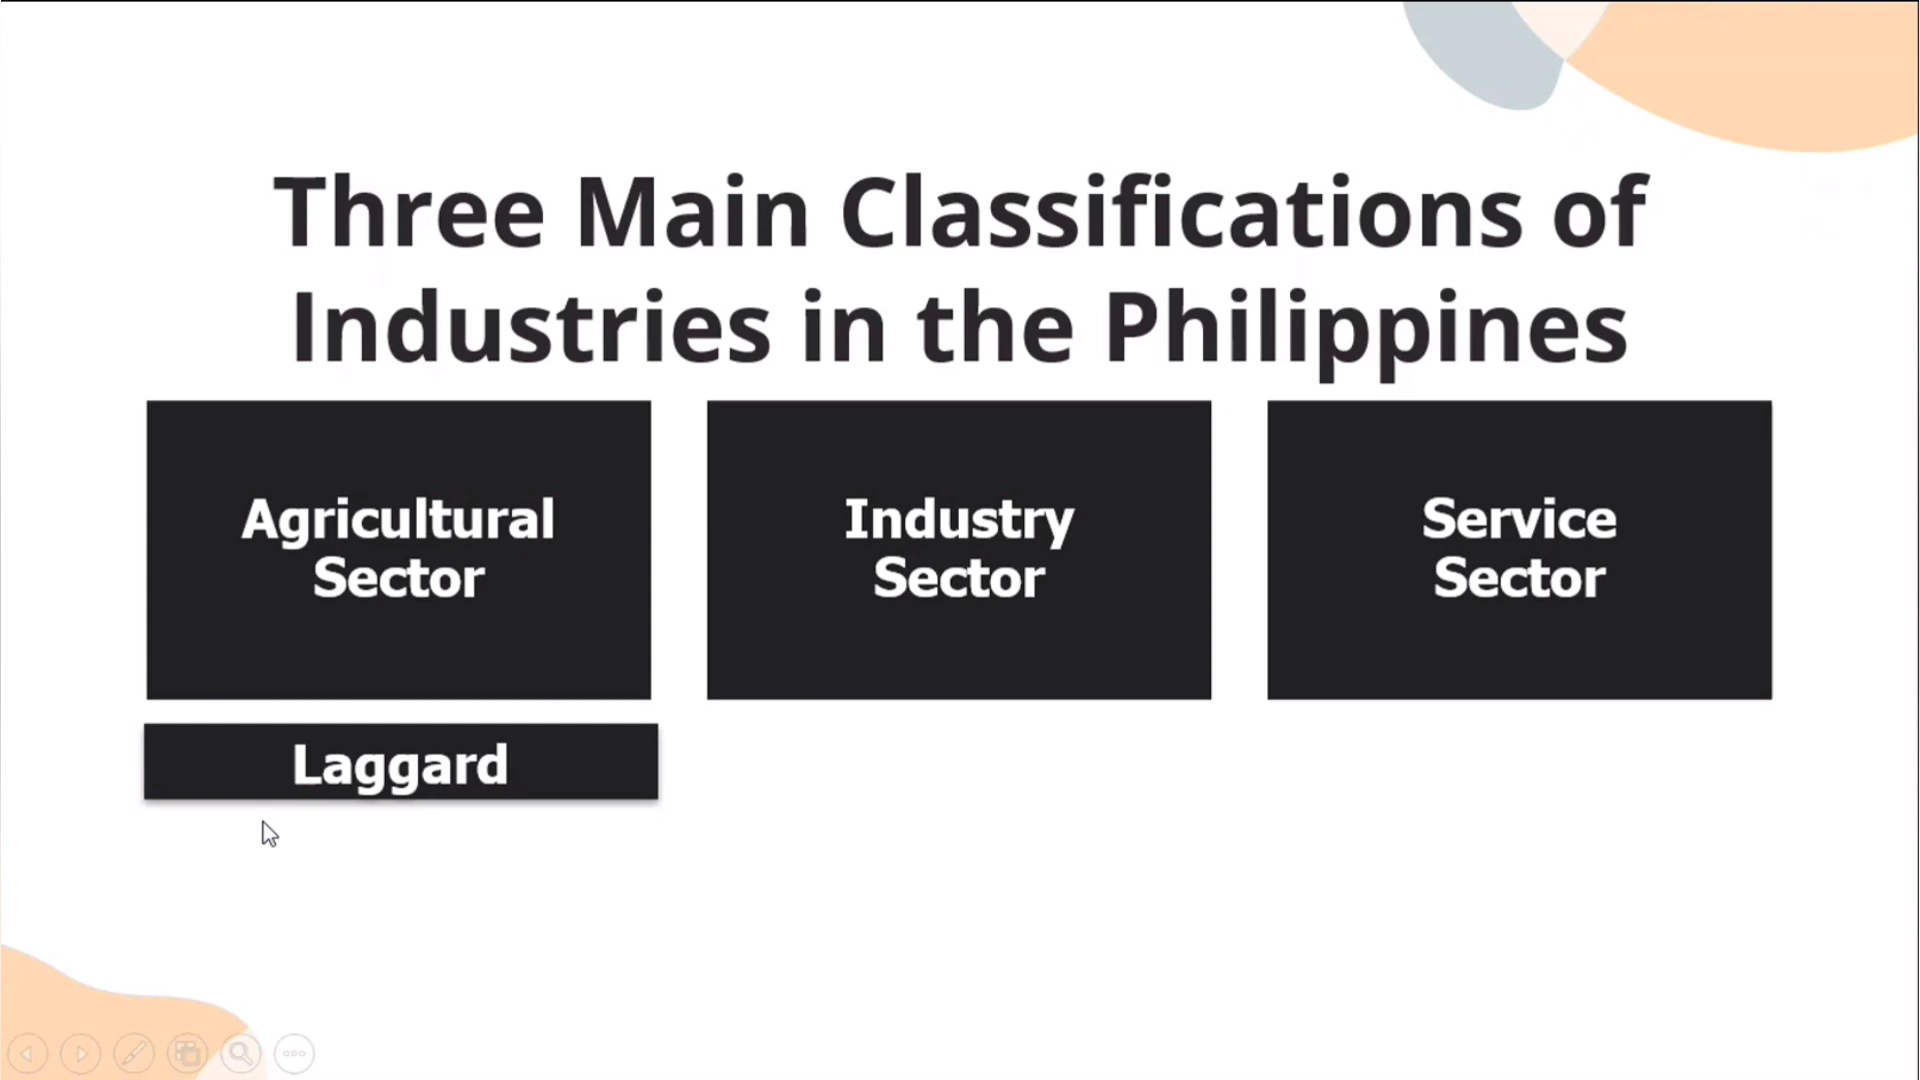 Three Main Classifications of
Industries in the Philippines
Agricultural
Sector
Industry
Sector
Service
Sector
Laggard